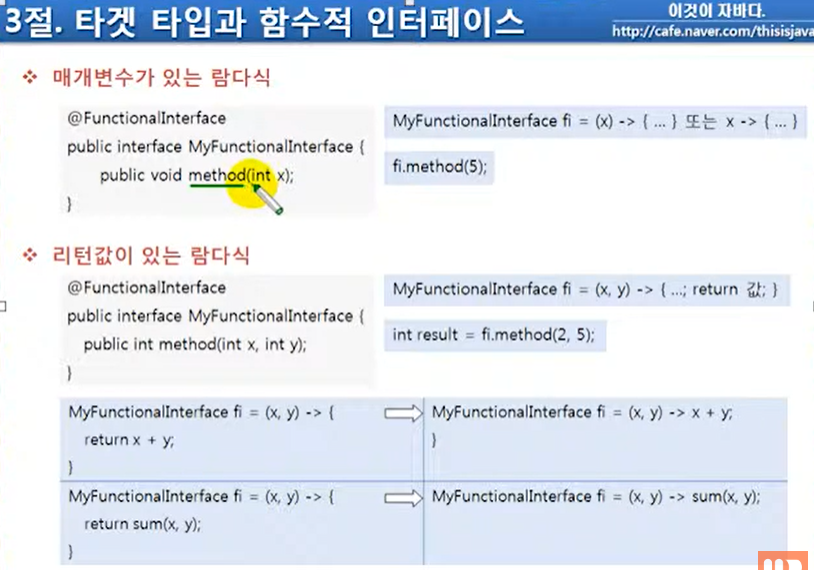 3절. 타겟 타입과 함수적 인터페이스
이것이 자바다.
http://cafe.naver.com/thisisjava
❖ 매개변수가 있는 람다식
@FunctionalInterface
public interface MyFunctionalInterface {
public void method(int x);
}
MyFunctionalInterface fi = (x) -> { ... } 또는 x -> { ... }
fi.method(5);
❖ 리턴값이 있는 람다식
@FunctionalInterface
public interface MyFunctionalInterface {
public int method(int x, int y);
}
MyFunctionalInterface fi = (x, y) -> { ...; return 값; }
int result = fi.method(2, 5);
MyFunctionalInterface fi = (x, y) -> {
return x + y;
}
MyFunctionalInterface fi = (x, y) -> x + y;
}
MyFunctionalInterface fi = (x, y) -> {
return sum(x, y);
}
MyFunctionalInterface fi = (x, y) -> sum(x, y);